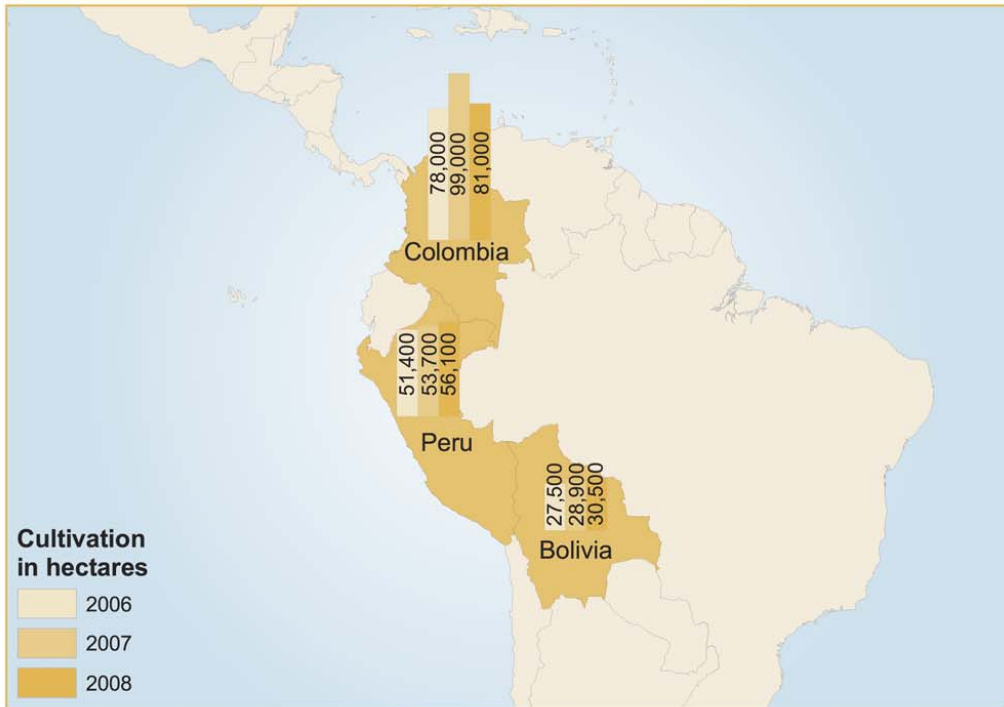 78,000
99,000
81,000
Colombia
51,400
53,700
56,100
Peru
27,500
28,900
30,500
Bolivia
Cultivation
in hectares
2006
2007
2008